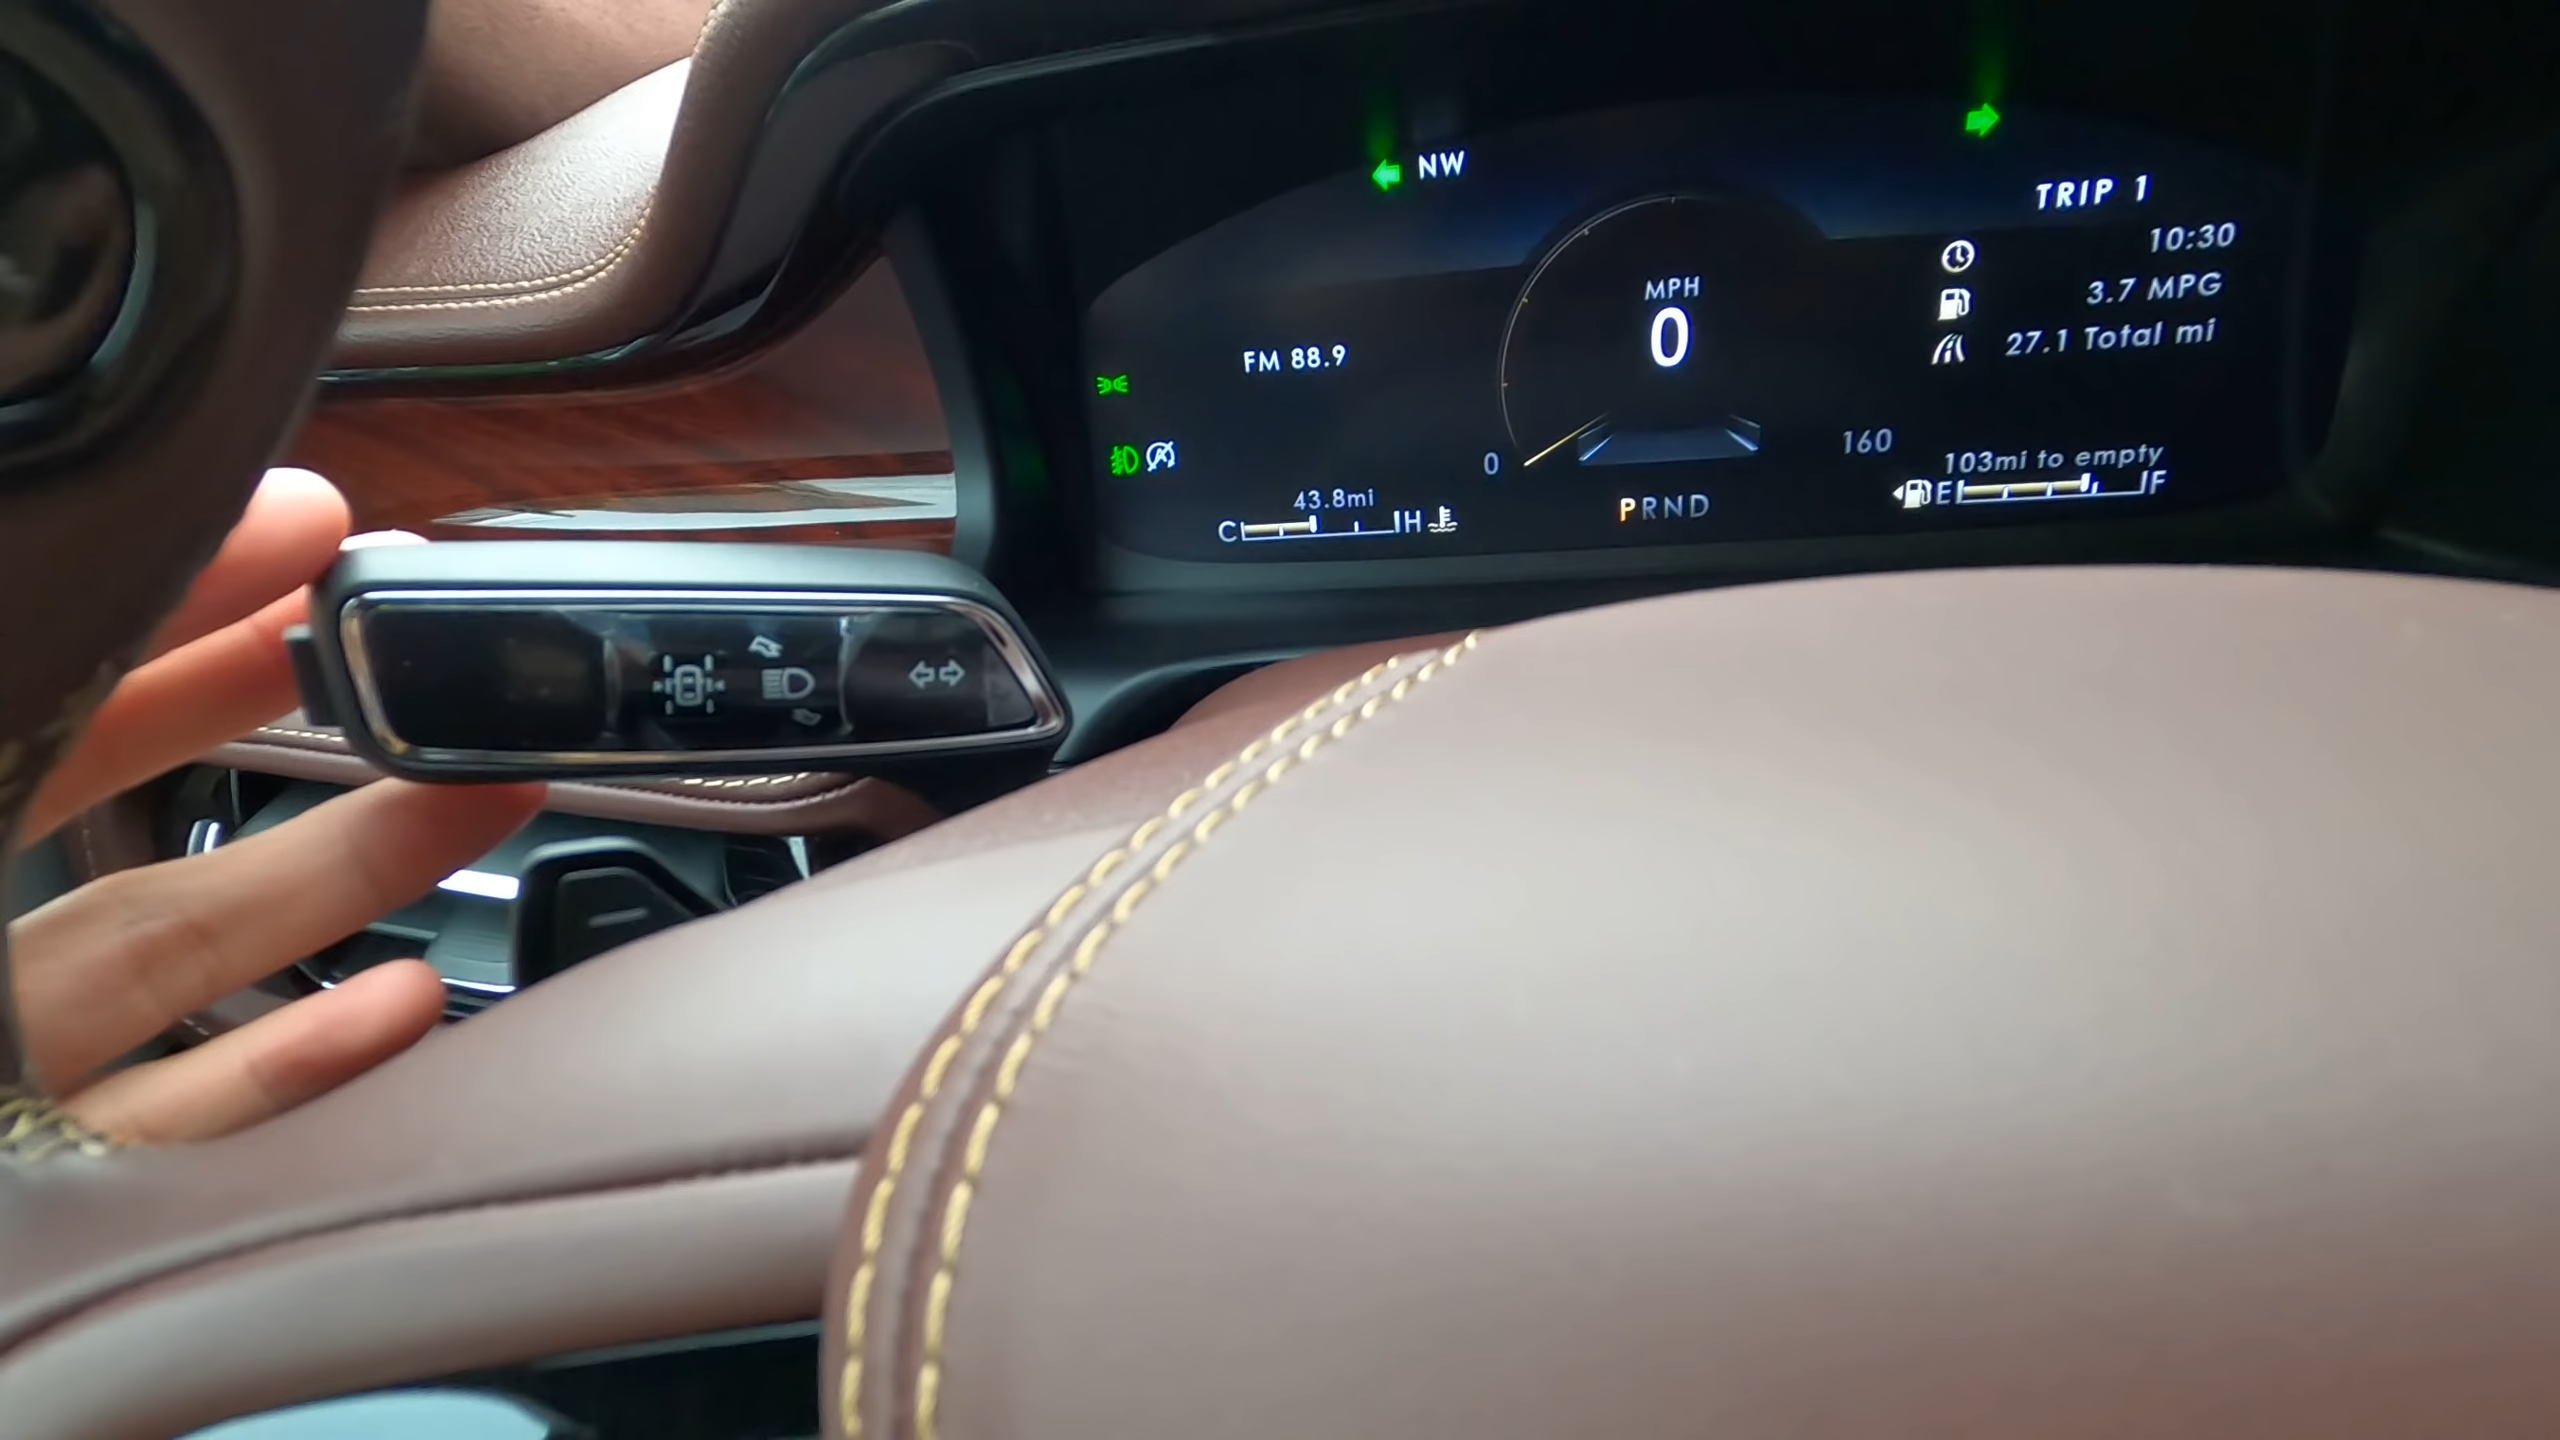 NW
TRIP 1
10:30
3.7 MPG
27.1 Total mi
MPH
0
FM 88.9
0
160
103mi to empty
E F
43.8mi
C H
PRND